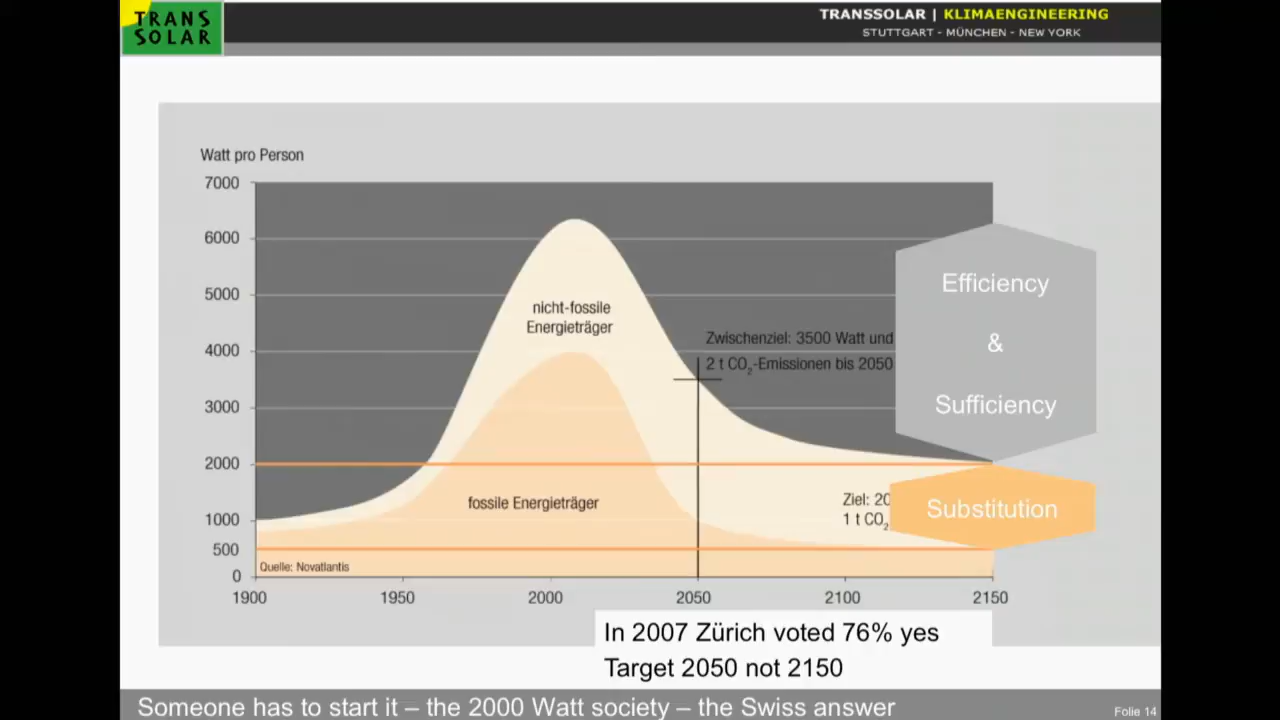 TRANS
SOLAR
TRANSSOLAR | KLIMAENGINEERING
STUTTGART - MÜNCHEN - NEW YORK
Watt pro Person
7000
6000
5000
4000
3000
2000
1000
500
0
nicht-fossile
Energieträger
Zwischenziel: 3500 Watt und
2 t CO₂-Emissionen bis 2050
fossile Energieträger
Ziel: 20
1 t CO₂
Quelle: Novatlantis
1900 1950 2000 2050 2100 2150
Efficiency
&
Sufficiency
Substitution
In 2007 Zürich voted 76% yes
Target 2050 not 2150
Someone has to start it – the 2000 Watt society – the Swiss answer
Folie 14